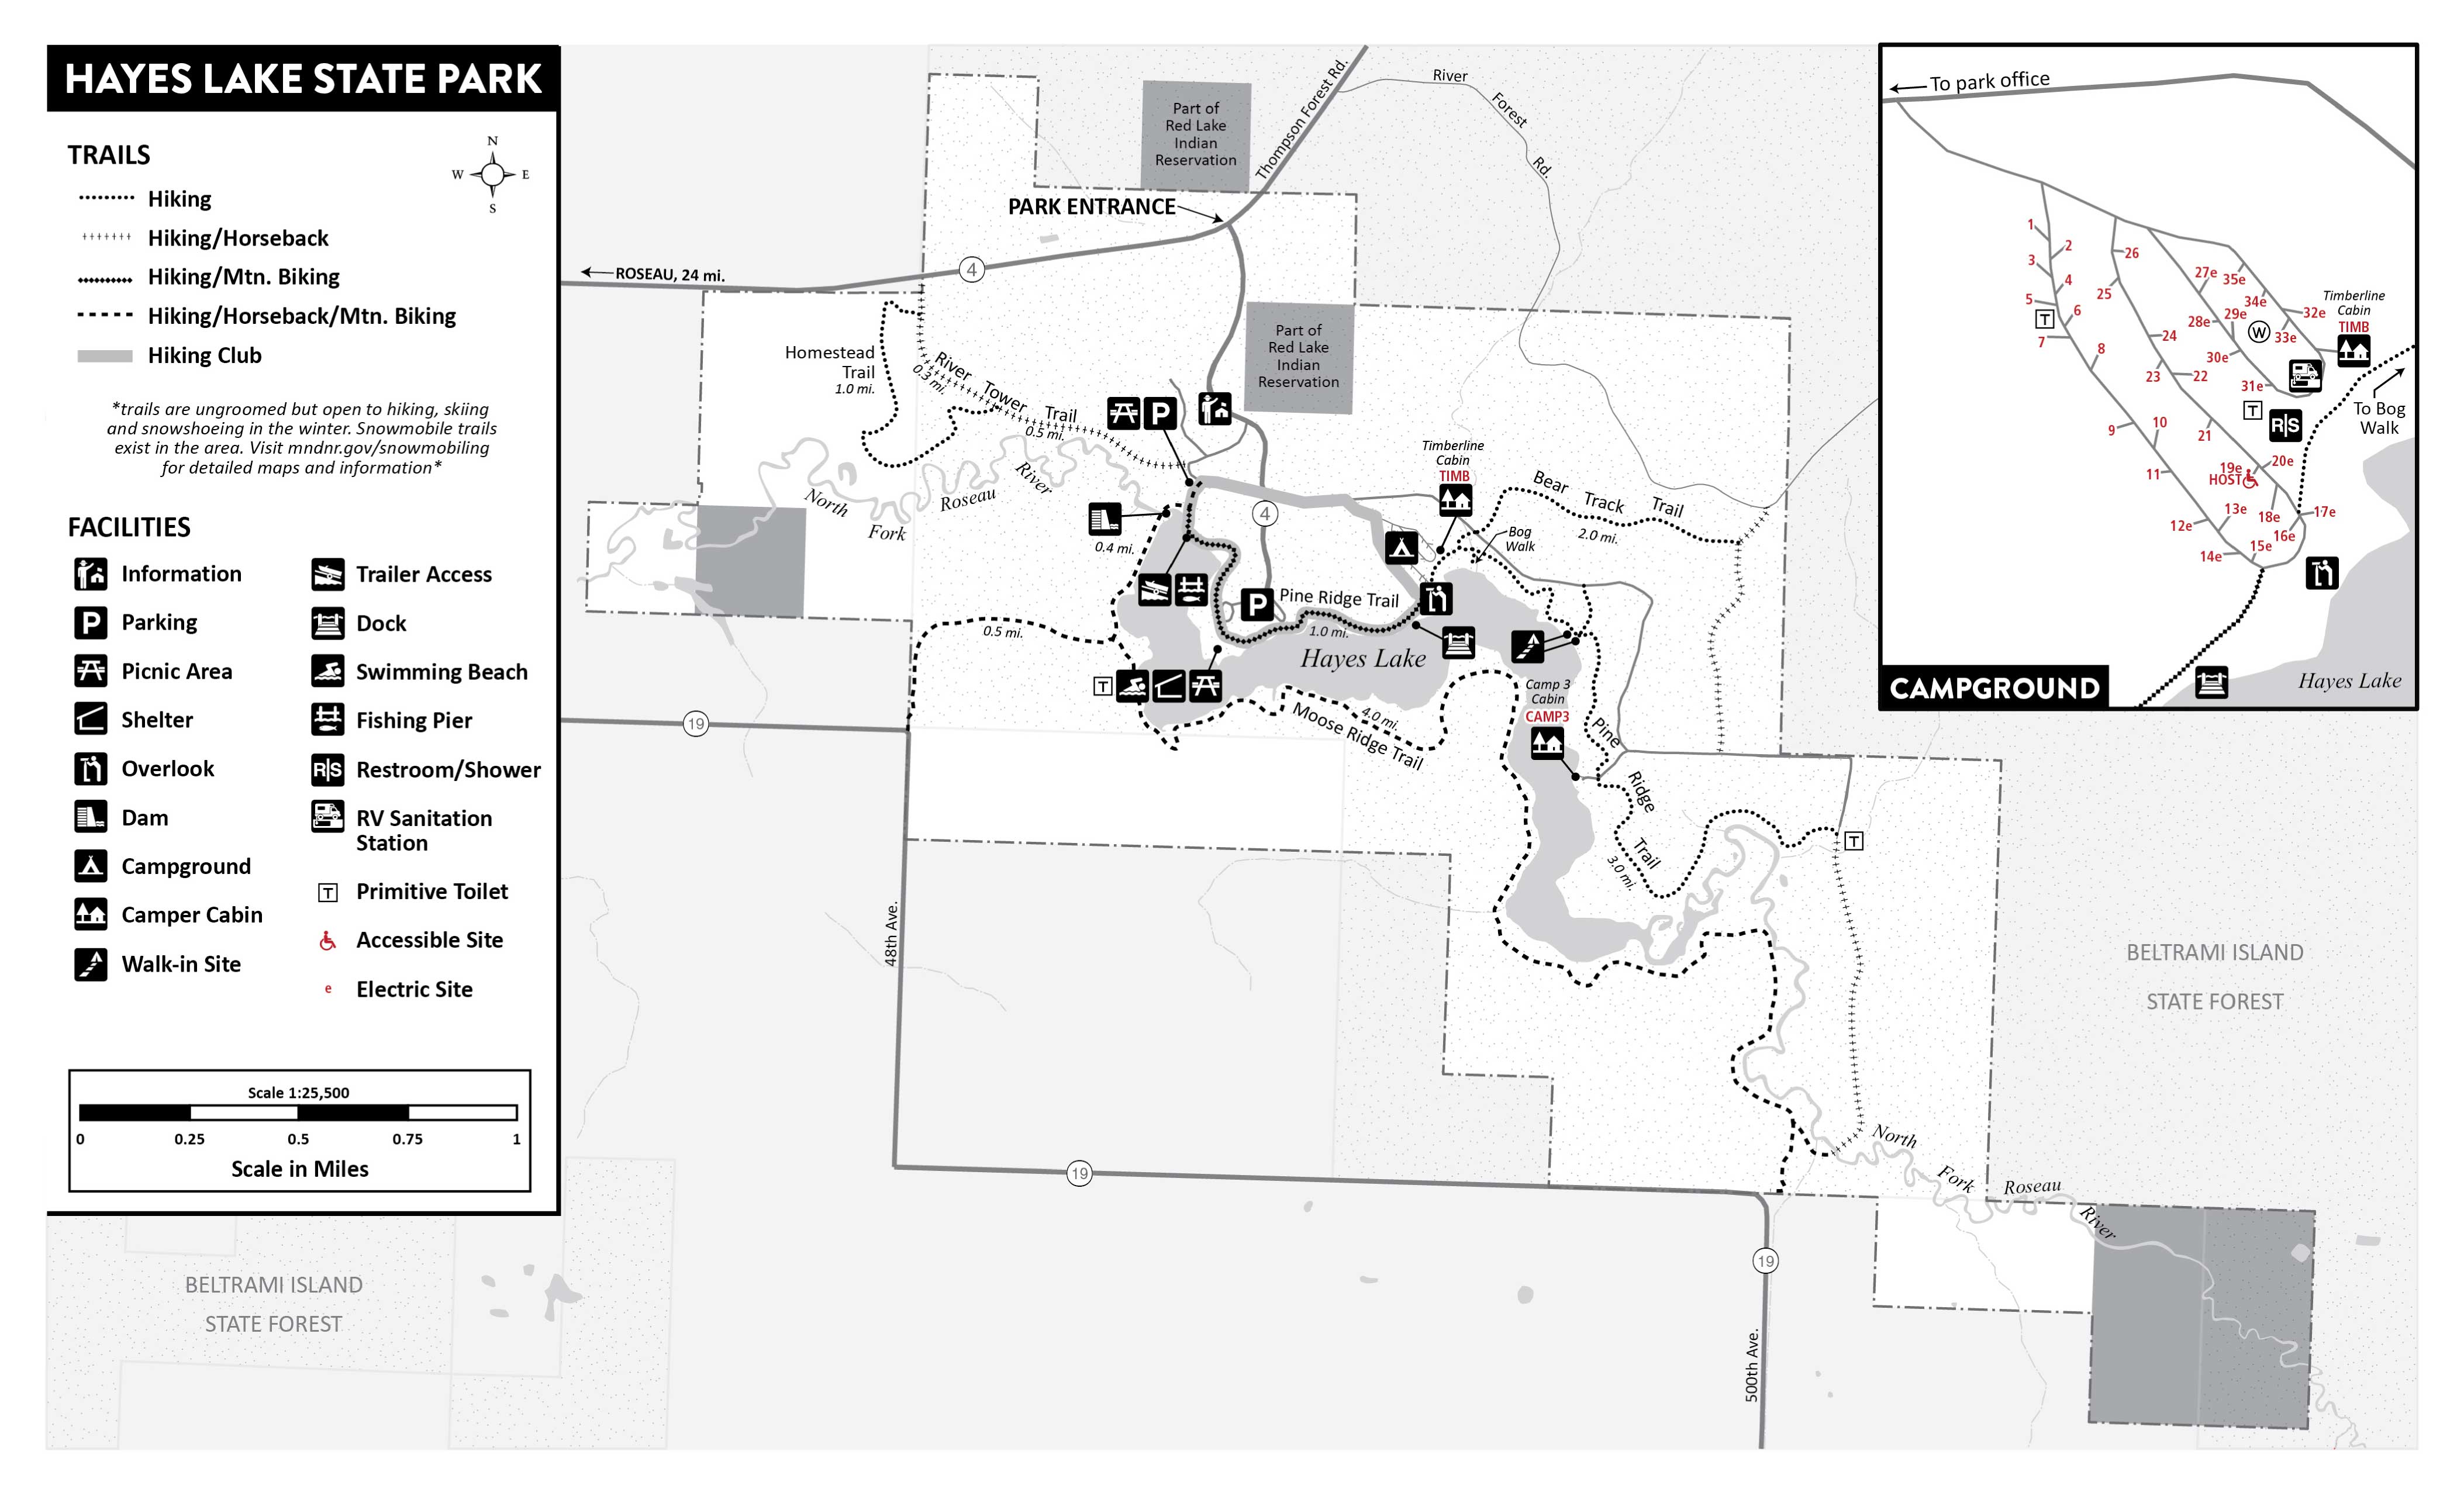 HAYES LAKE STATE PARK
TRAILS
N
W
E
S
Hiking
Hiking/Horseback
Hiking/Mtn. Biking
Hiking/Horseback/Mtn. Biking
Hiking Club
*trails are ungroomed but open to hiking, skiing
and snowshoeing in the winter. Snowmobile trails
exist in the area. Visit mndnr.gov/snowmobiling
for detailed maps and information*
FACILITIES
Information
Parking
Picnic Area
Shelter
Overlook
Dam
Campground
Camper Cabin
Walk-in Site
Trailer Access
Dock
Swimming Beach
Fishing Pier
R|S Restroom/Shower
RV Sanitation
Station
T Primitive Toilet
Accessible Site
e Electric Site
P
Scale 1:25,500
0 0.25 0.5 0.75 1
Scale in Miles
Part of
Red Lake
Indian
Reservation
Thompson Forest Rd.
River Forest Rd.
PARK ENTRANCE
ROSEAU, 24 mi.
4
Part of
Red Lake
Indian
Reservation
Homestead
Trail
1.0 mi.
River Tower Trail
0.3 mi.
0.5 mi.
P
North Fork Roseau River
0.4 mi.
4
Timberline
Cabin
TIMB
Bear Track Trail
2.0 mi.
Bog
Walk
P
Pine Ridge Trail
1.0 mi.
Hayes Lake
0.5 mi.
T
Moose Ridge Trail
4.0 mi.
Camp 3
Cabin
CAMP3
Pine Ridge Trail
3.0 mi.
T
19
48th Ave.
19
19
500th Ave.
North Fork Roseau River
BELTRAMI ISLAND
STATE FOREST
BELTRAMI ISLAND
STATE FOREST
To park office
1
2
3
4
5
6
T
7
8
9
10
11
12e
13e
14e
15e
16e
17e
18e
19e
HOST
20e
21
22
23
24
25
26
27e
28e
29e
30e
31e
32e
33e
34e
35e
W
Timberline
Cabin
TIMB
T
R|S
To Bog
Walk
CAMPGROUND
Hayes Lake